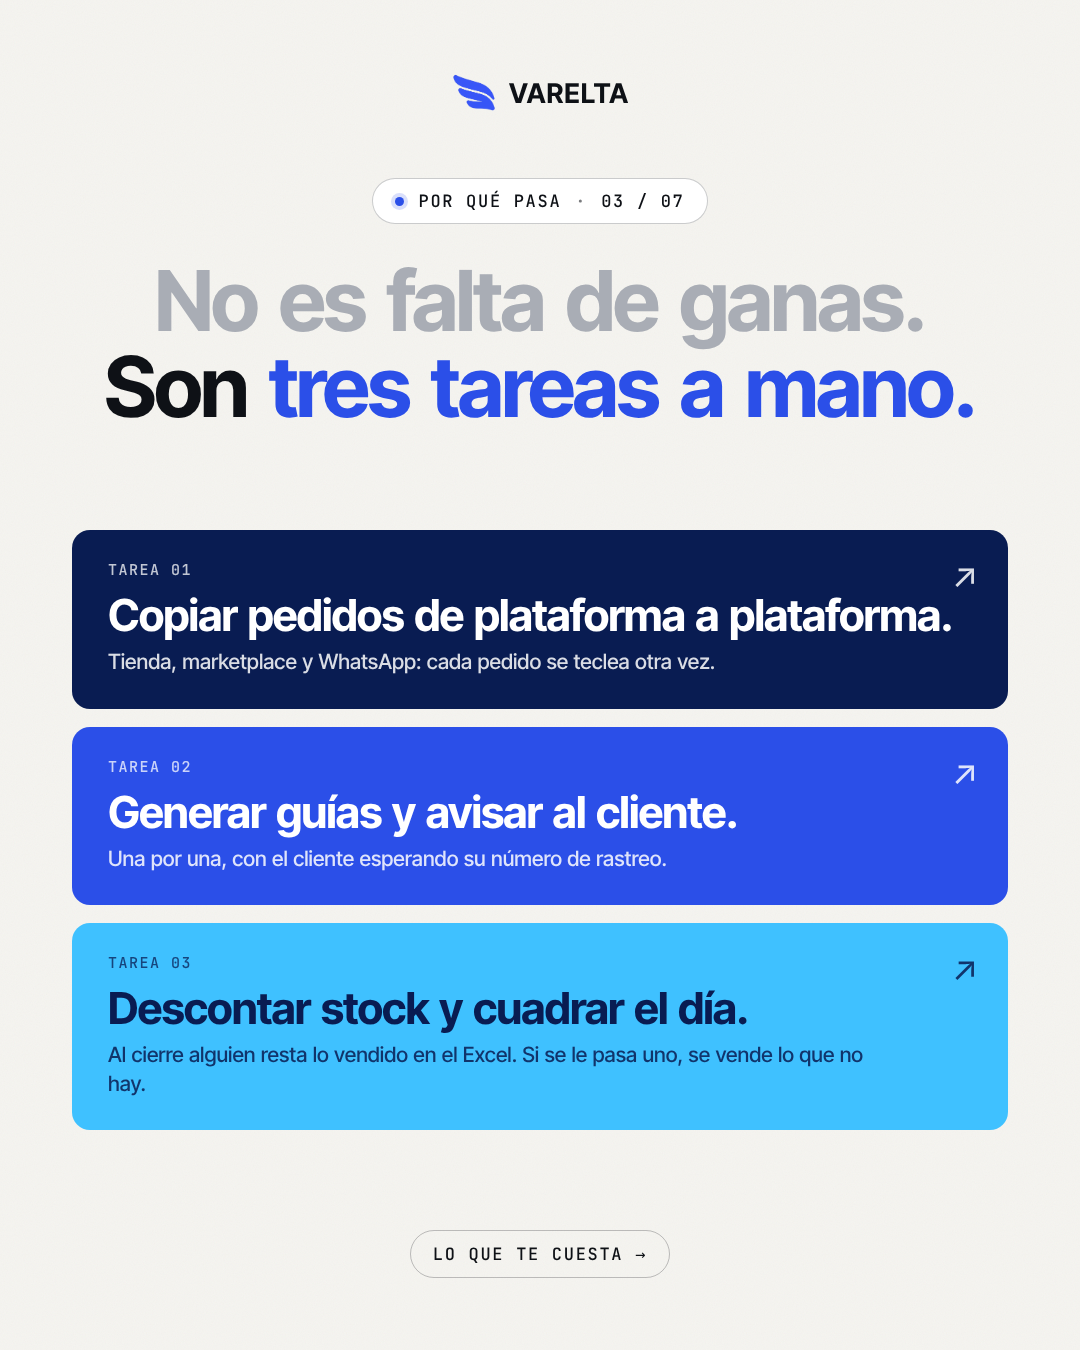 VARELTA
POR QUÉ PASA · 03 / 07
No es falta de ganas.
Son tres tareas a mano.
TAREA 01
Copiar pedidos de plataforma a plataforma.
Tienda, marketplace y WhatsApp: cada pedido se teclea otra vez.
TAREA 02
Generar guías y avisar al cliente.
Una por una, con el cliente esperando su número de rastreo.
TAREA 03
Descontar stock y cuadrar el día.
Al cierre alguien resta lo vendido en el Excel. Si se le pasa uno, se vende lo que no
hay.
LO QUE TE CUESTA →